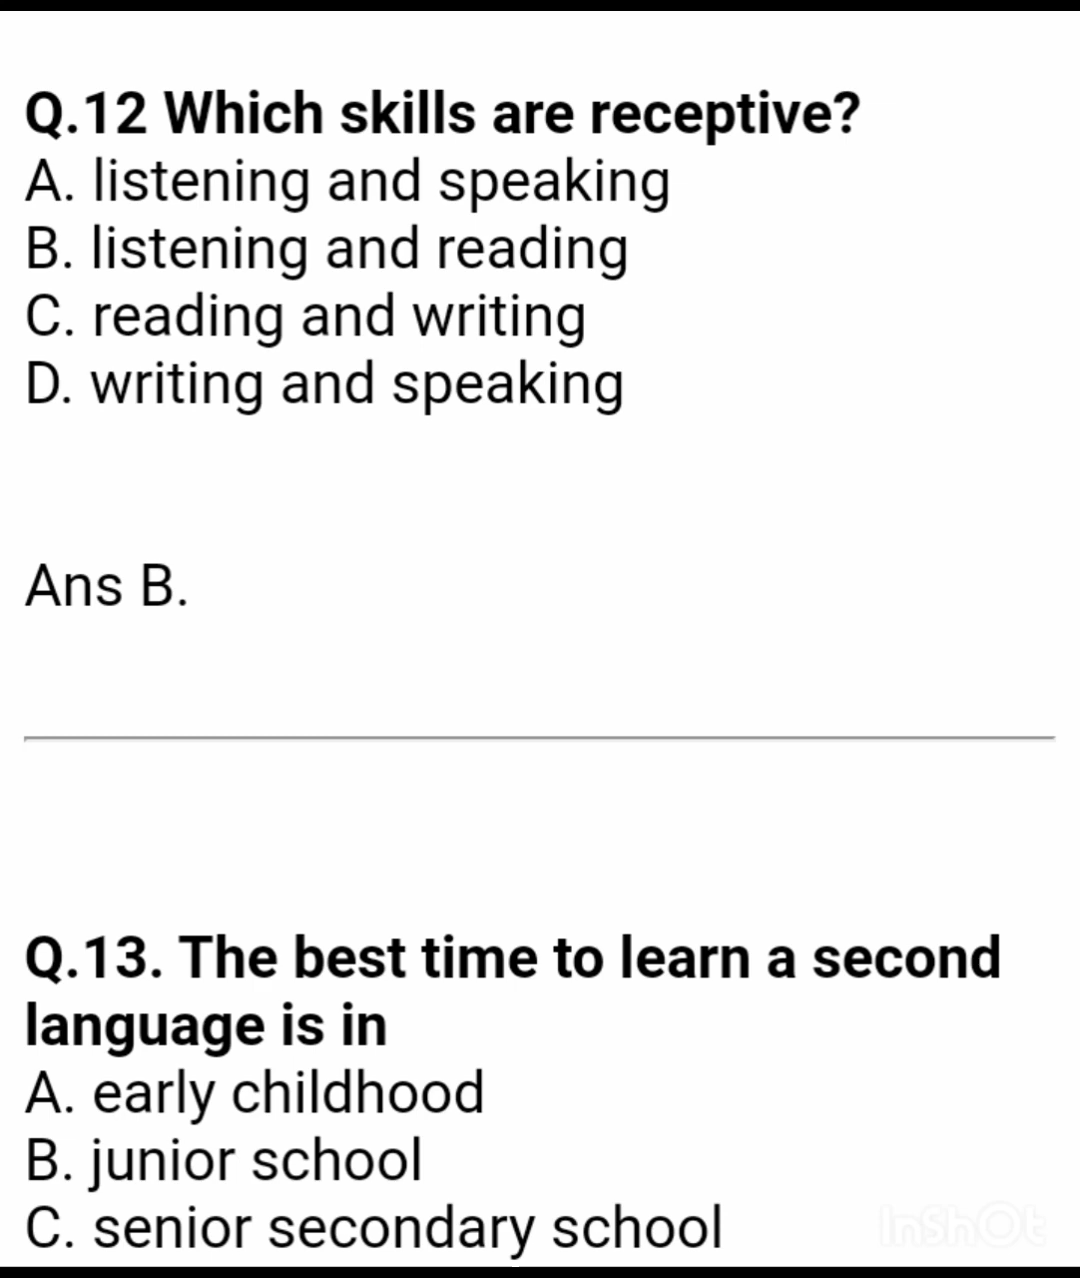 Q.12 Which skills are receptive?
A. listening and speaking
B. listening and reading
C. reading and writing
D. writing and speaking
Ans B.
Q.13. The best time to learn a second
language is in
A. early childhood
B. junior school
C. senior secondary school
InShOt